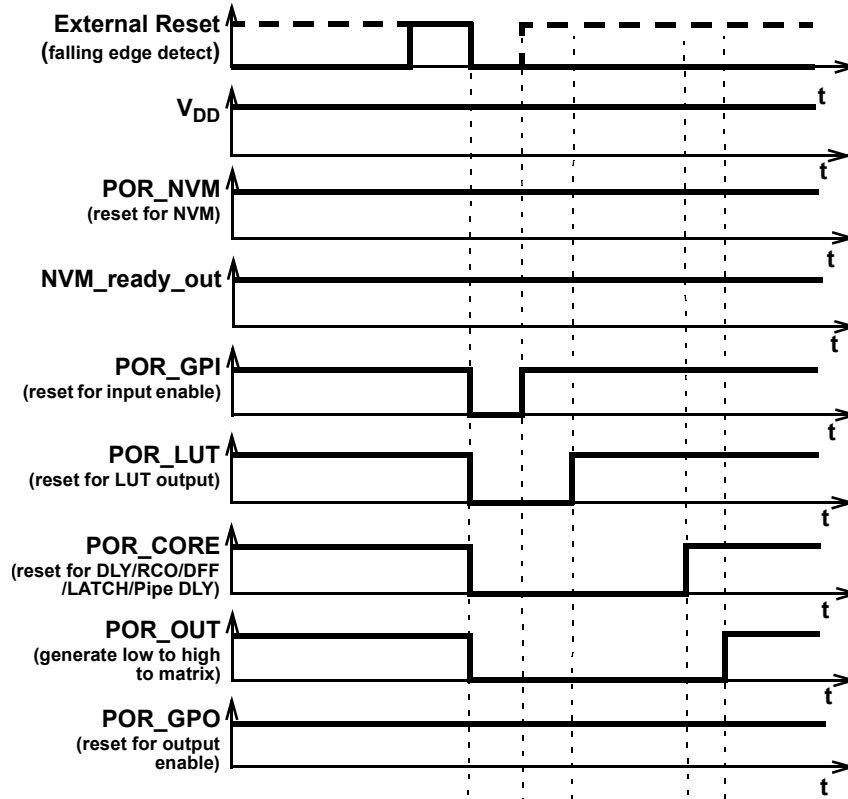 External Reset
(falling edge detect)
t
VDD
t
POR_NVM
(reset for NVM)
t
NVM_ready_out
t
POR_GPI
(reset for input enable)
t
POR_LUT
(reset for LUT output)
t
POR_CORE
(reset for DLY/RCO/DFF
/LATCH/Pipe DLY)
t
POR_OUT
(generate low to high
to matrix)
t
POR_GPO
(reset for output
enable)
t